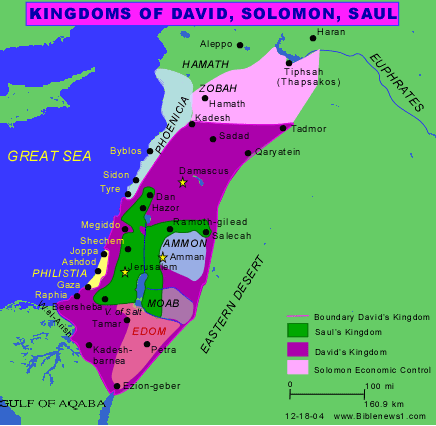 KINGDOMS OF DAVID, SOLOMON, SAUL
Haran
Aleppo
HAMATH
Tiphsah
(Thapsakos)
EUPHRATES
ZOBAH
Hamath
PHOENICIA
Kadesh
Tadmor
Sadad
Byblos
Qaryatein
GREAT SEA
Damascus
Sidon
Tyre
Dan
Hazor
Megiddo
Ramoth-gilead
Salecah
Shechem
AMMON
Joppa
Amman
Ashdod
Jerusalem
PHILISTIA
Gaza
Raphia
Beersheba
MOAB
EASTERN DESERT
W. el Arish
V. of Salt
Tamar
EDOM
Kadesh-
barnea
Petra
Ezion-geber
GULF OF AQABA
Boundary David's Kingdom
Saul's Kingdom
David's Kingdom
Solomon Economic Control
0 100 mi
160.9 km
12-18-04 www.Biblenews1.com